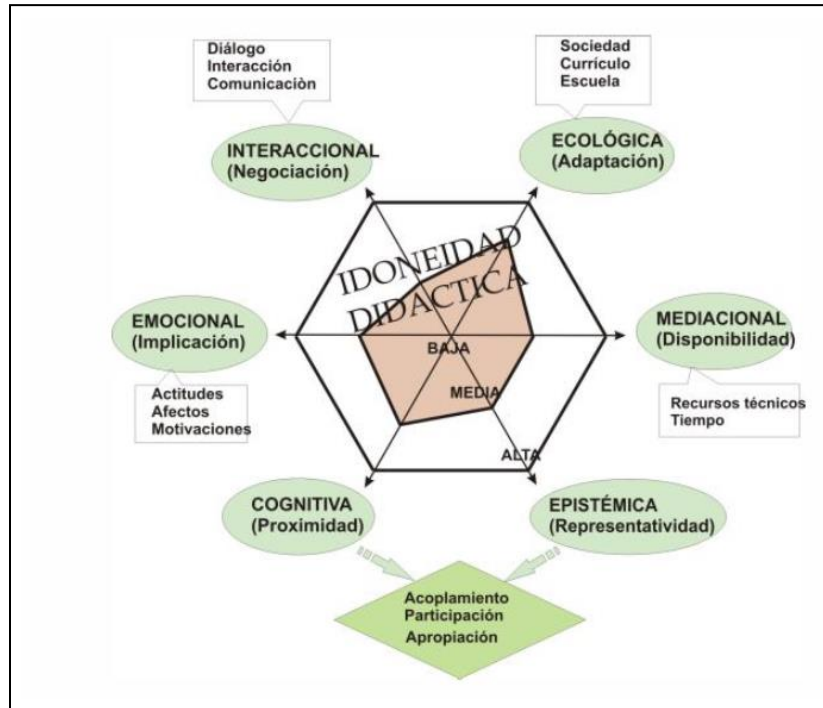 Diálogo
Interacción
Comunicaciòn
Sociedad
Currículo
Escuela
INTERACCIONAL
(Negociación)
ECOLÓGICA
(Adaptación)
IDONEIDAD
DIDACTICA
EMOCIONAL
(Implicación)
MEDIACIONAL
(Disponibilidad)
BAJA
MEDIA
ALTA
Actitudes
Afectos
Motivaciones
Recursos técnicos
Tiempo
COGNITIVA
(Proximidad)
EPISTÉMICA
(Representatividad)
Acoplamiento
Participación
Apropiación